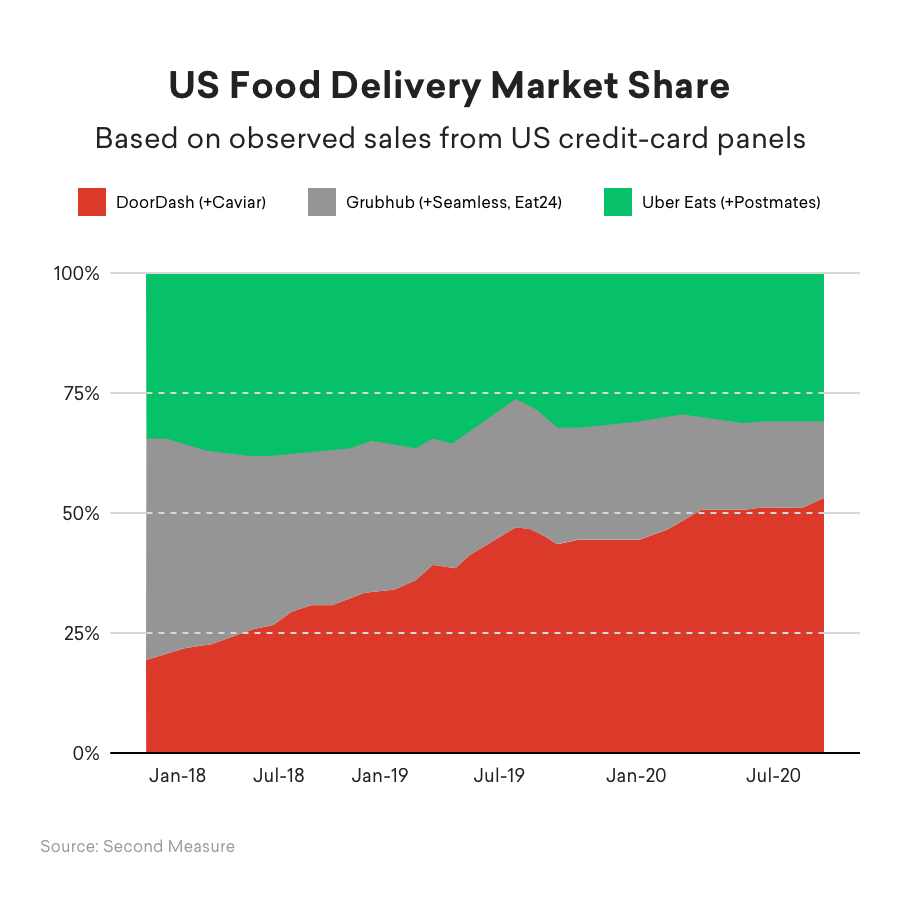 US Food Delivery Market Share
Based on observed sales from US credit-card panels
DoorDash (+Caviar) Grubhub (+Seamless, Eat24) Uber Eats (+Postmates)
100%
75%
50%
25%
0%
Jan-18 Jul-18 Jan-19 Jul-19 Jan-20 Jul-20
Source: Second Measure